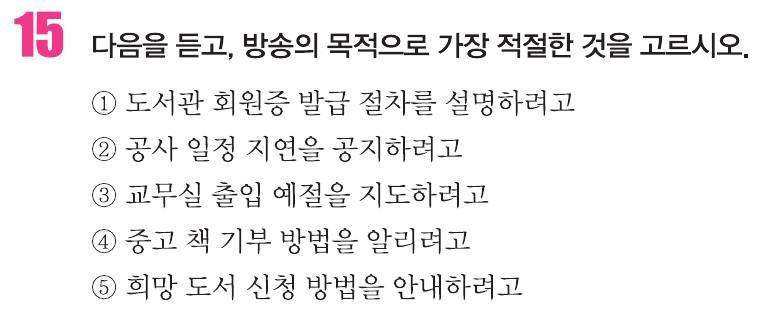 15 다음을 듣고, 방송의 목적으로 가장 적절한 것을 고르시오.
① 도서관 회원증 발급 절차를 설명하려고
② 공사 일정 지연을 공지하려고
③ 교무실 출입 예절을 지도하려고
④ 중고 책 기부 방법을 알리려고
⑤ 희망 도서 신청 방법을 안내하려고